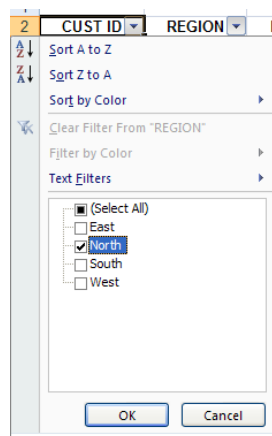 2 CUST ID REGION
Sort A to Z
Sort Z to A
Sort by Color
Clear Filter From "REGION"
Filter by Color
Text Filters
(Select All)
East
North
South
West
OK Cancel